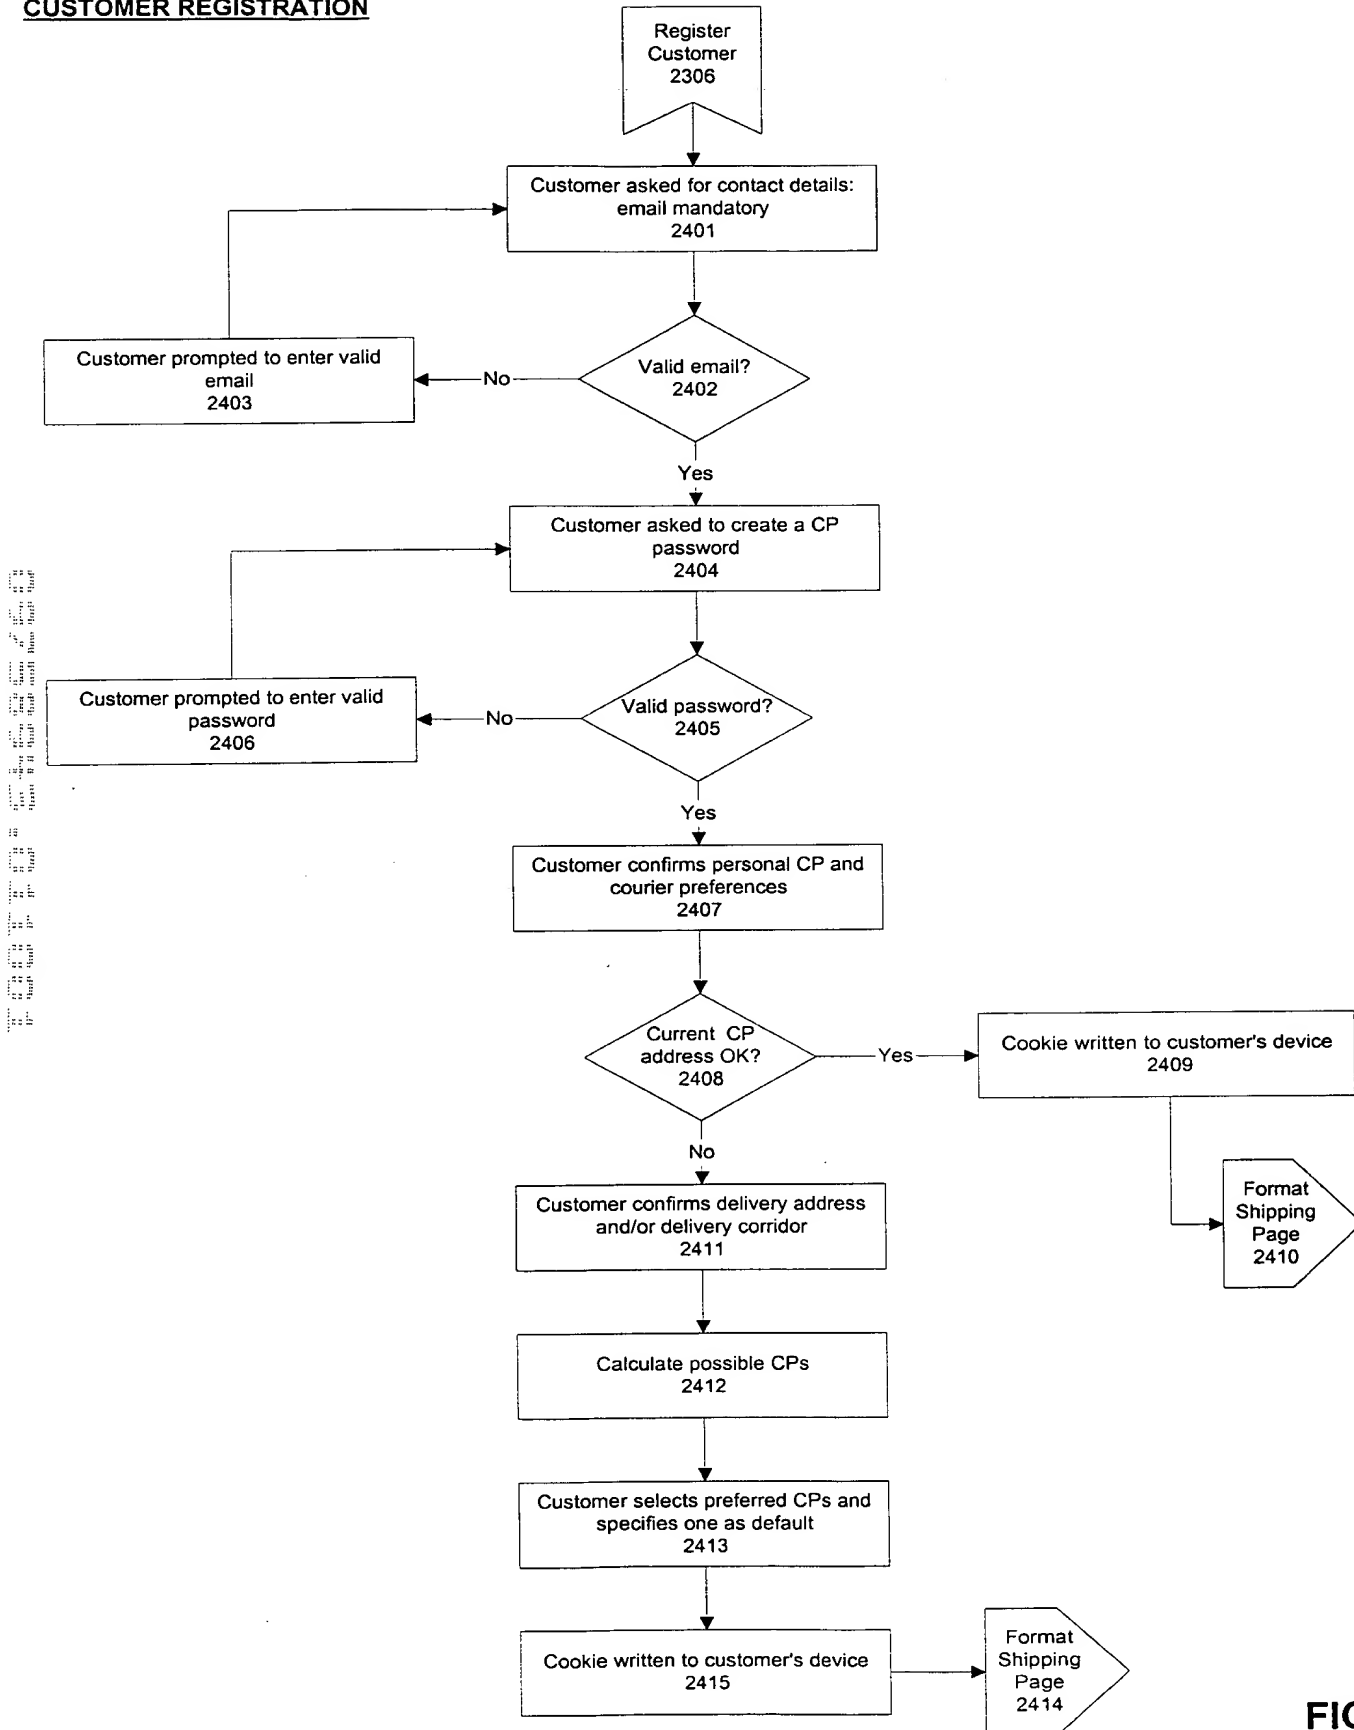 CUSTOMER REGISTRATION
Register
Customer
2306
Customer asked for contact details:
email mandatory
2401
Valid email?
2402
No
Customer prompted to enter valid
email
2403
Yes
Customer asked to create a CP
password
2404
Valid password?
2405
No
Customer prompted to enter valid
password
2406
Yes
Customer confirms personal CP and
courier preferences
2407
Current CP
address OK?
2408
Yes
Cookie written to customer's device
2409
Format
Shipping
Page
2410
No
Customer confirms delivery address
and/or delivery corridor
2411
Calculate possible CPs
2412
Customer selects preferred CPs and
specifies one as default
2413
Cookie written to customer's device
2415
Format
Shipping
Page
2414